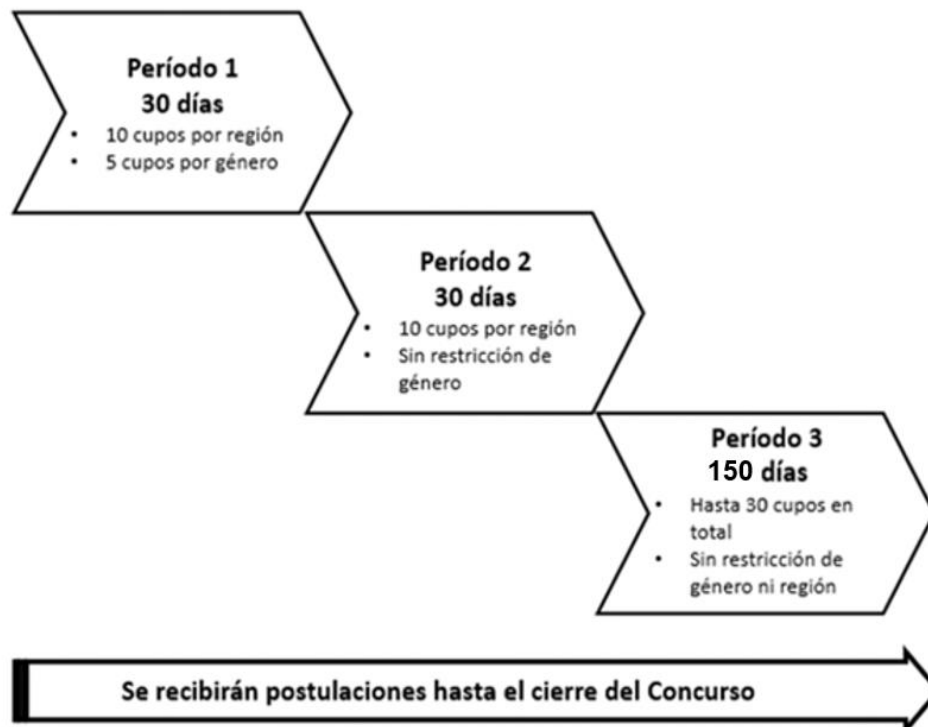 Período 1
30 días
• 10 cupos por región
• 5 cupos por género
Período 2
30 días
• 10 cupos por región
• Sin restricción de
género
Período 3
150 días
• Hasta 30 cupos en
total
• Sin restricción de
género ni región
Se recibirán postulaciones hasta el cierre del Concurso